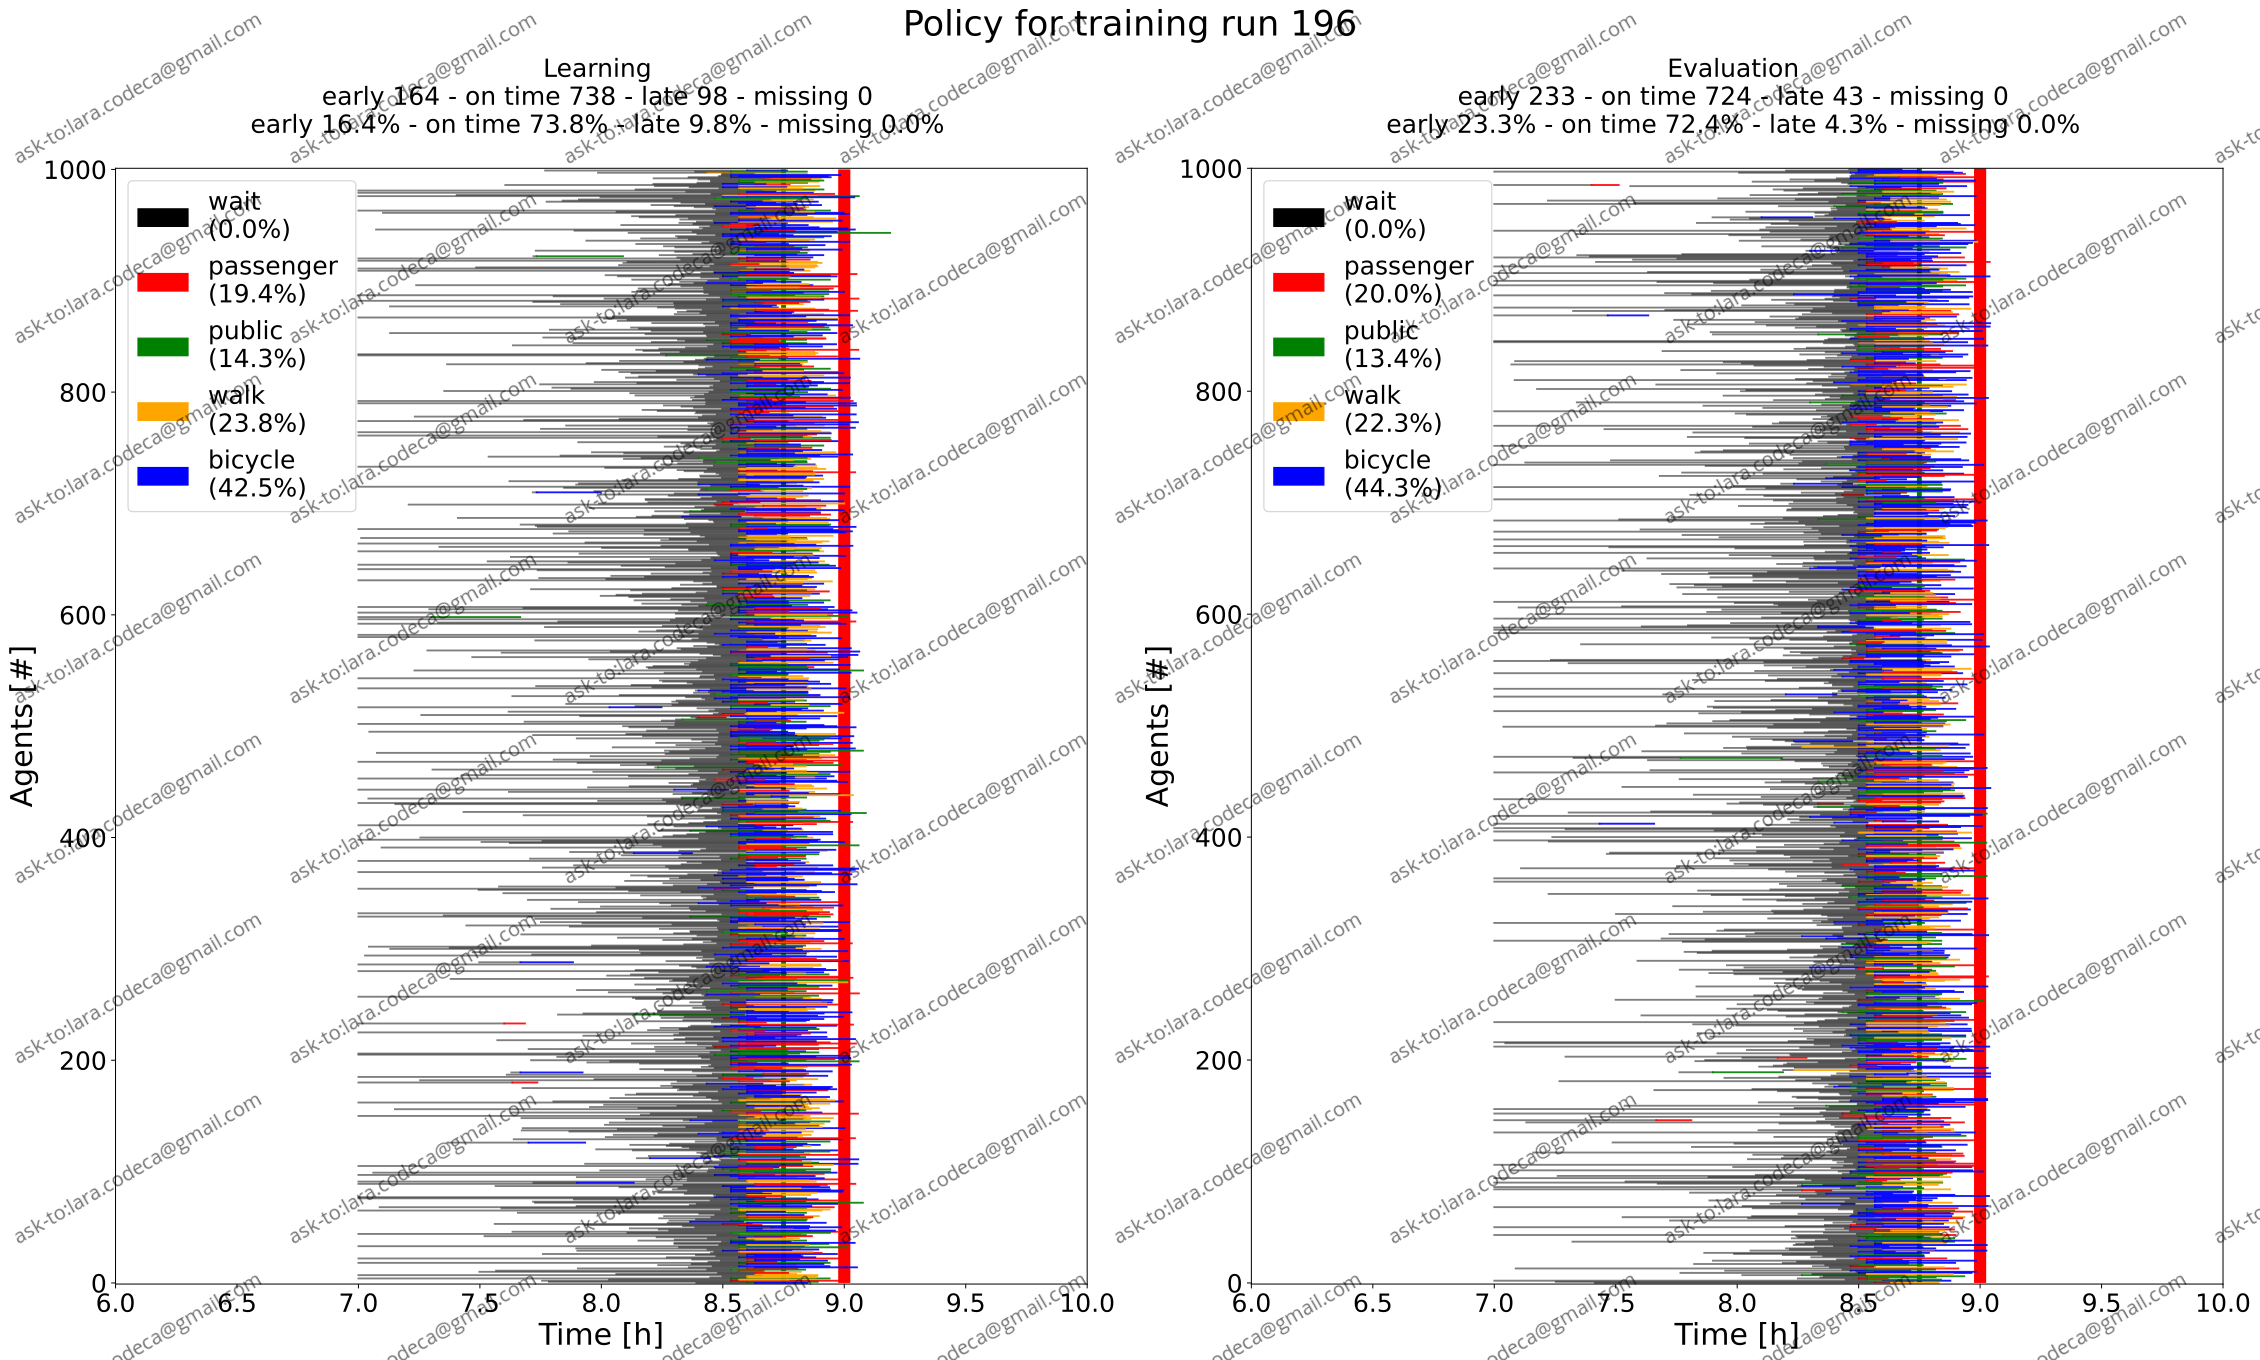 Policy for training run 196
Learning
early 164 - on time 738 - late 98 - missing 0
early 16.4% - on time 73.8% - late 9.8% - missing 0.0%
1000
800
600
400
200
0
Agents [#]
wait
(0.0%)
passenger
(19.4%)
public
(14.3%)
walk
(23.8%)
bicycle
(42.5%)
6.0 6.5 7.0 7.5 8.0 8.5 9.0 9.5 10.0
Time [h]
Evaluation
early 233 - on time 724 - late 43 - missing 0
early 23.3% - on time 72.4% - late 4.3% - missing 0.0%
1000
800
600
400
200
0
Agents [#]
wait
(0.0%)
passenger
(20.0%)
public
(13.4%)
walk
(22.3%)
bicycle
(44.3%)
6.0 6.5 7.0 7.5 8.0 8.5 9.0 9.5 10.0
Time [h]
ask-to:lara.codeca@gmail.com